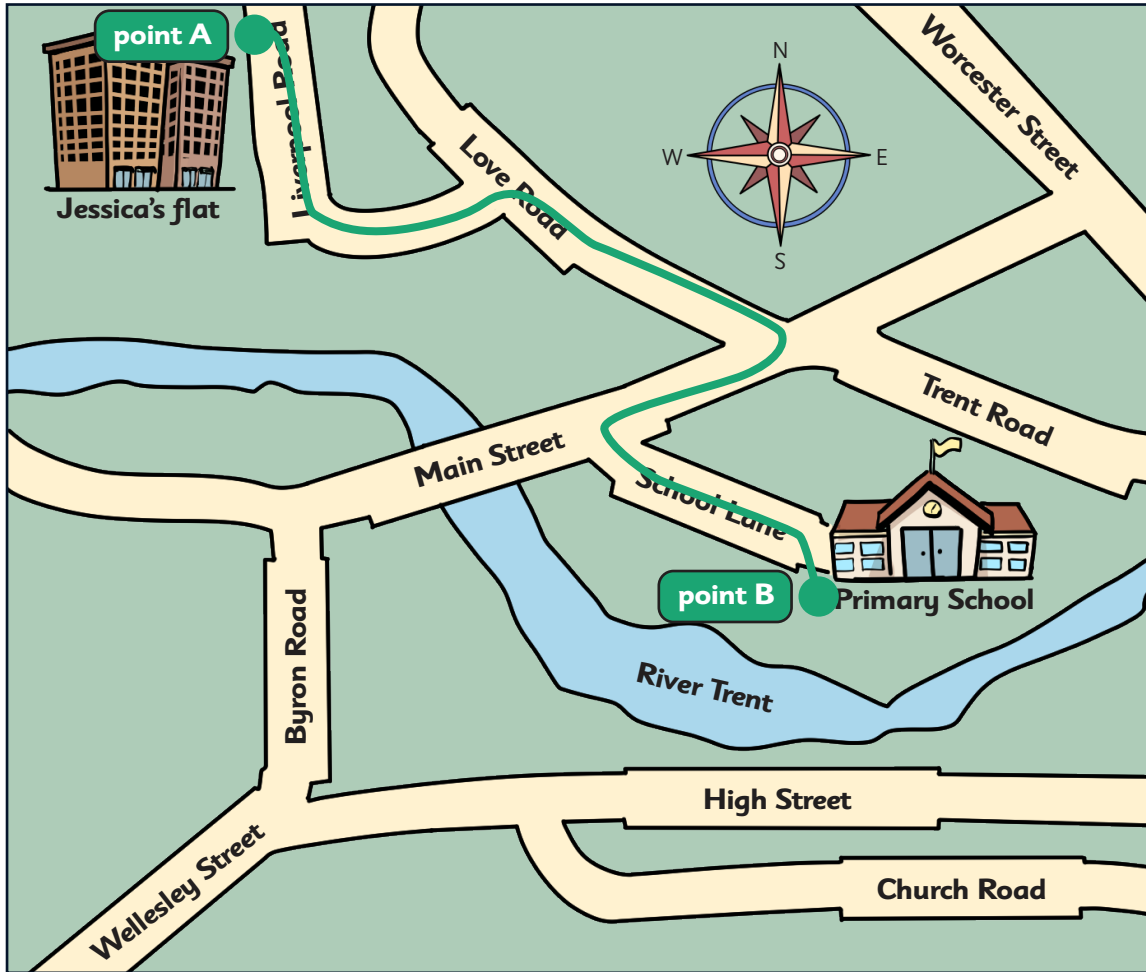 point A
Liverpool Road
Jessica's flat
Love Road
N
W
E
S
Worcester Street
Main Street
Trent Road
School Lane
point B
Primary School
River Trent
Byron Road
High Street
Wellesley Street
Church Road